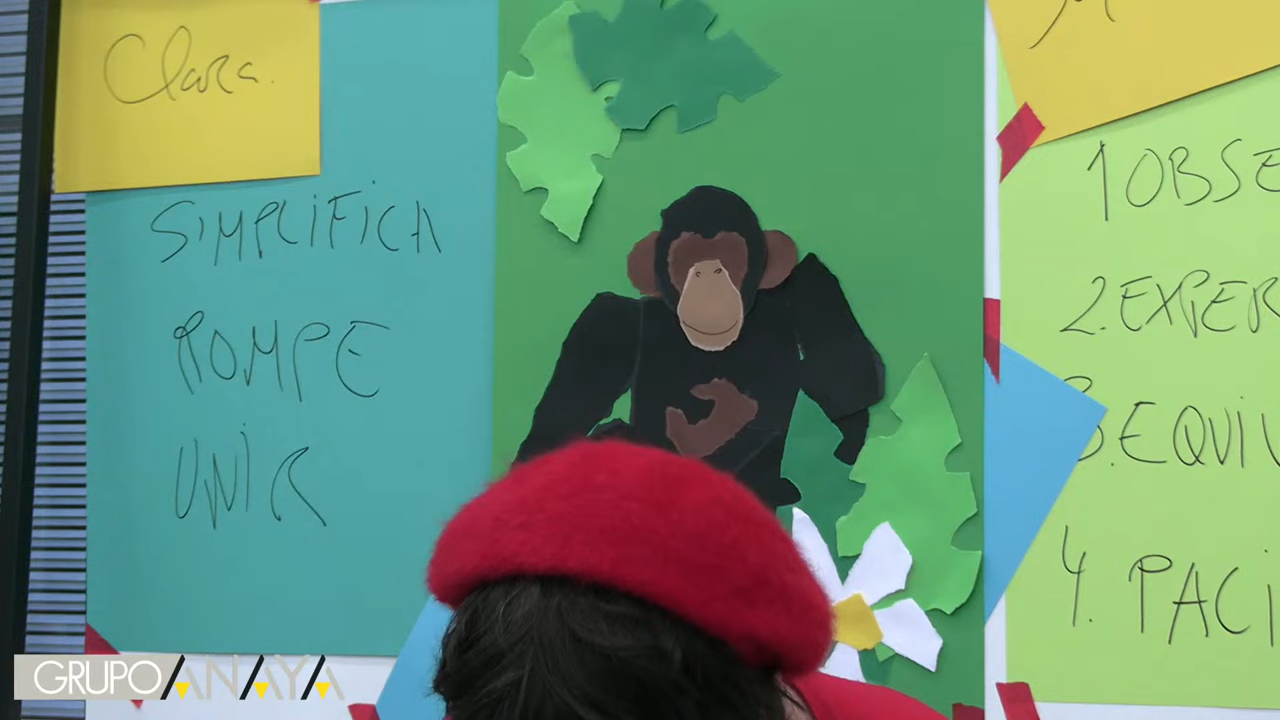 Clara.
SIMPLIFICA
ROMPE
UNIR
1 OBSE
2. EXPER
3. EQUIV
4. PACI
GRUPO ANAYA